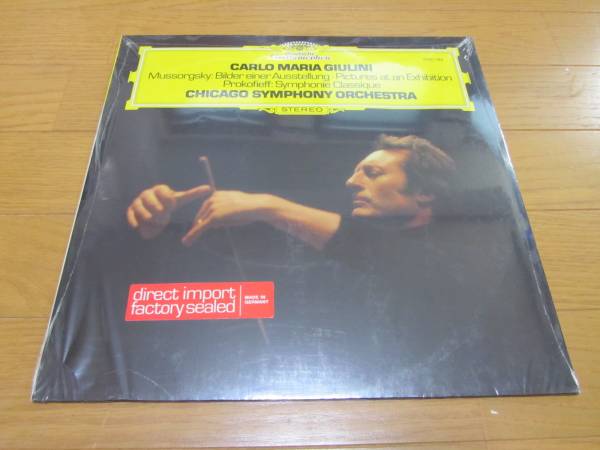 CARLO MARIA GIULINI
Mussorgsky: Bilder einer Ausstellung · Pictures at an Exhibition
Prokofieff: Symphonie Classique
CHICAGO SYMPHONY ORCHESTRA
STEREO
direct import
factory sealed
MADE IN
GERMANY